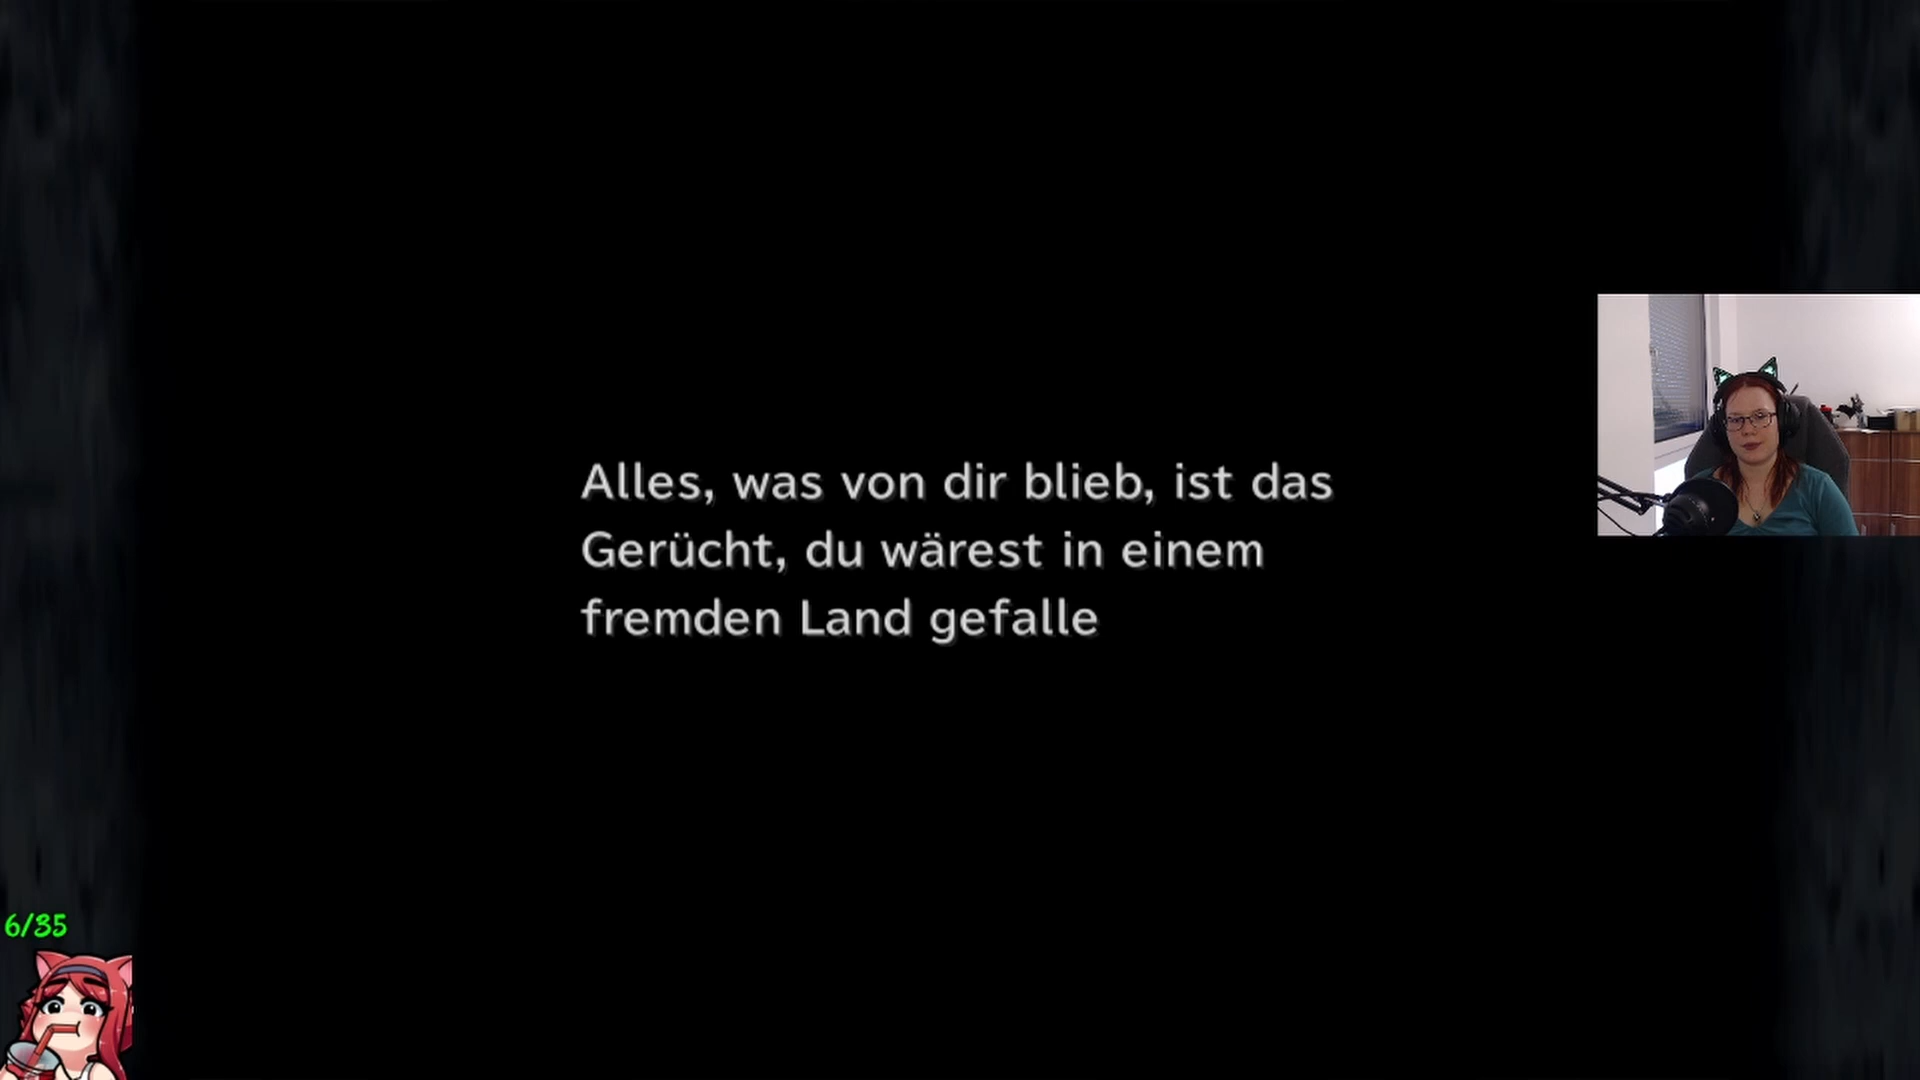 Alles, was von dir blieb, ist das
Gerücht, du wärest in einem
fremden Land gefalle
6/35